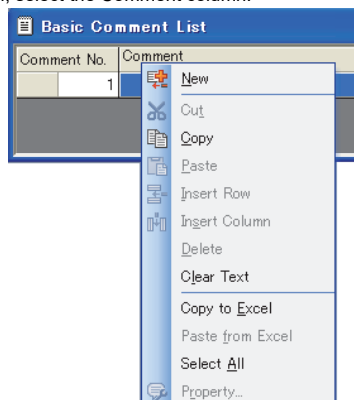 , select the Comment column.
Basic Comment List
Comment No. Comment
1
New
Cut
Copy
Paste
Insert Row
Insert Column
Delete
Clear Text
Copy to Excel
Paste from Excel
Select All
Property...